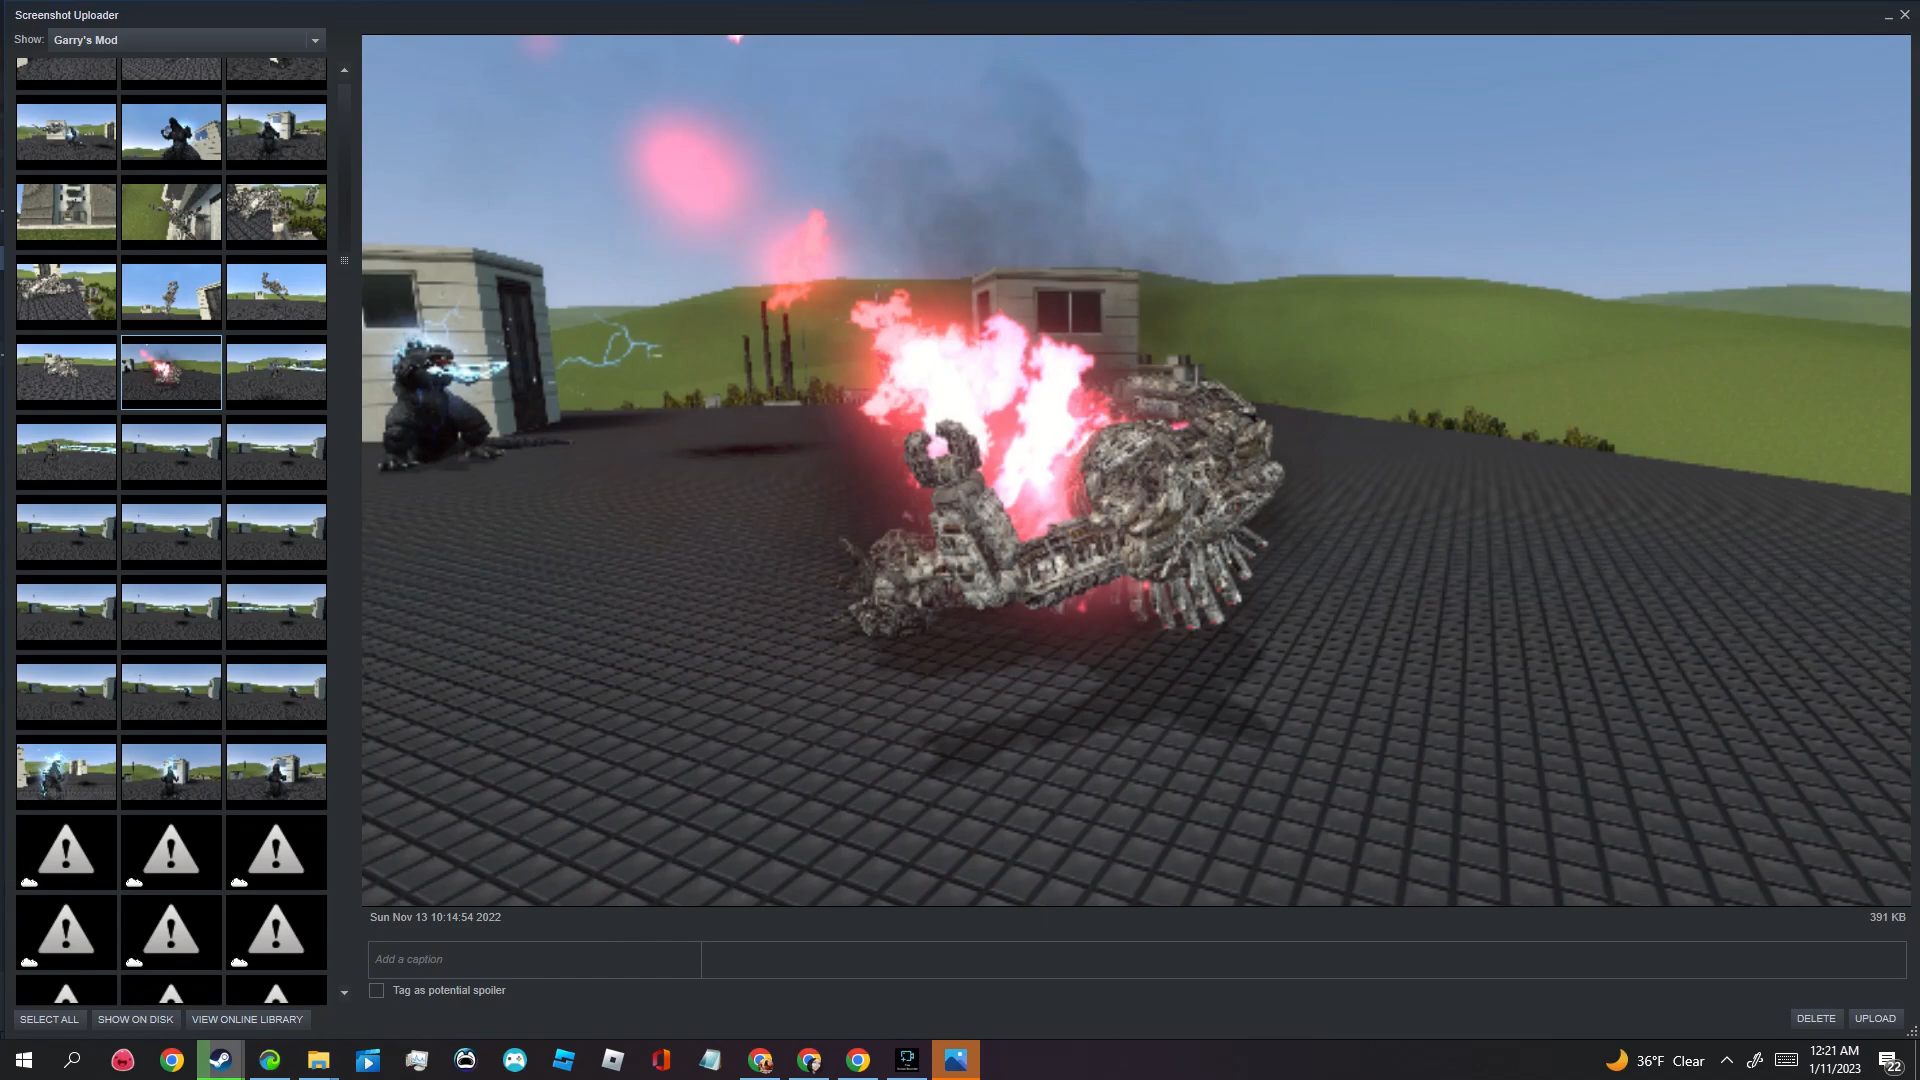 Screenshot Uploader
Show: Garry's Mod
Sun Nov 13 10:14:54 2022
391 KB
Add a caption
Tag as potential spoiler
SELECT ALL
SHOW ON DISK
VIEW ONLINE LIBRARY
DELETE
UPLOAD
36°F Clear
12:21 AM
1/11/2023
22